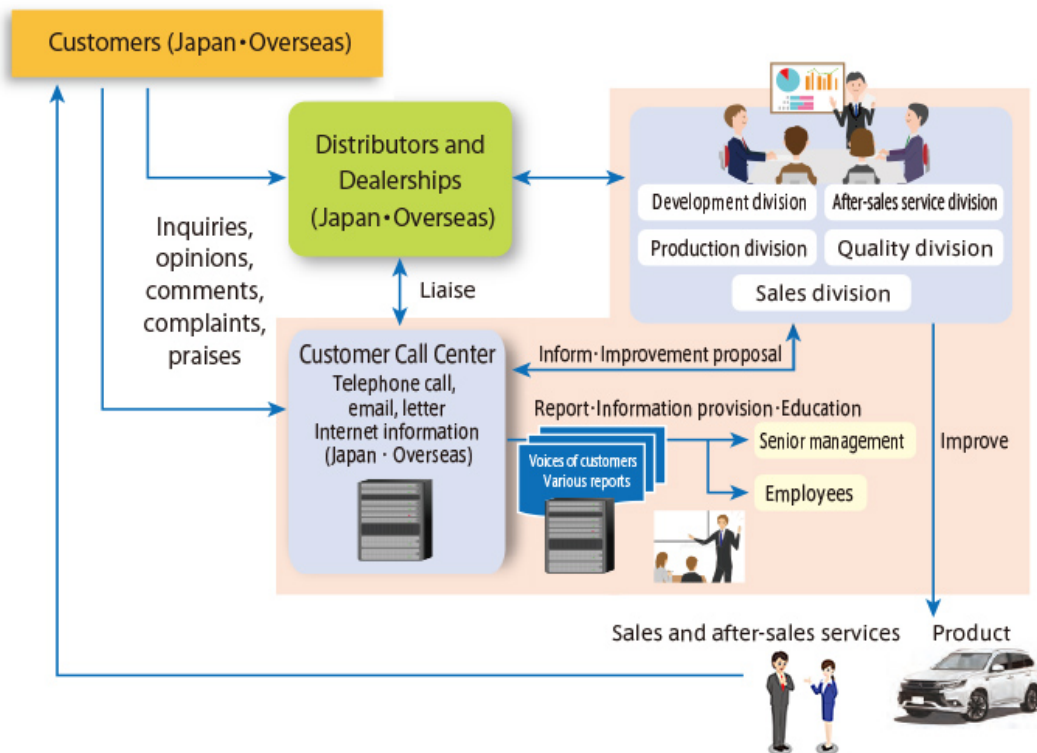 Customers (Japan・Overseas)
Distributors and
Dealerships
(Japan・Overseas)
Inquiries,
opinions,
comments,
complaints,
praises
Liaise
Development division
After-sales service division
Production division
Quality division
Sales division
Customer Call Center
Telephone call,
email, letter
Internet information
(Japan・Overseas)
Inform・Improvement proposal
Report・Information provision・Education
Voices of customers
Various reports
Senior management
Employees
Improve
Sales and after-sales services
Product